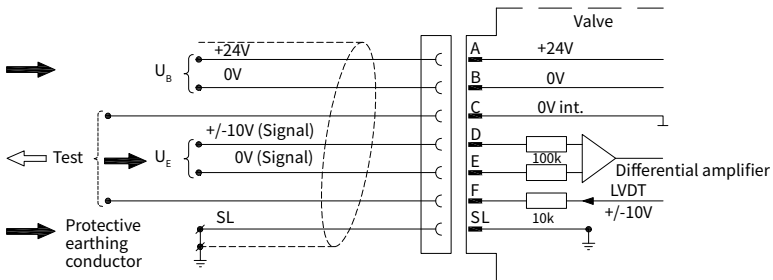 Valve
+24V
A
+24V
U_B
0V
B
0V
C
0V int.
+/-10V (Signal)
D
100k
Test
U_E
0V (Signal)
E
Differential amplifier
F
LVDT
10k
+/-10V
SL
SL
Protective
earthing
conductor